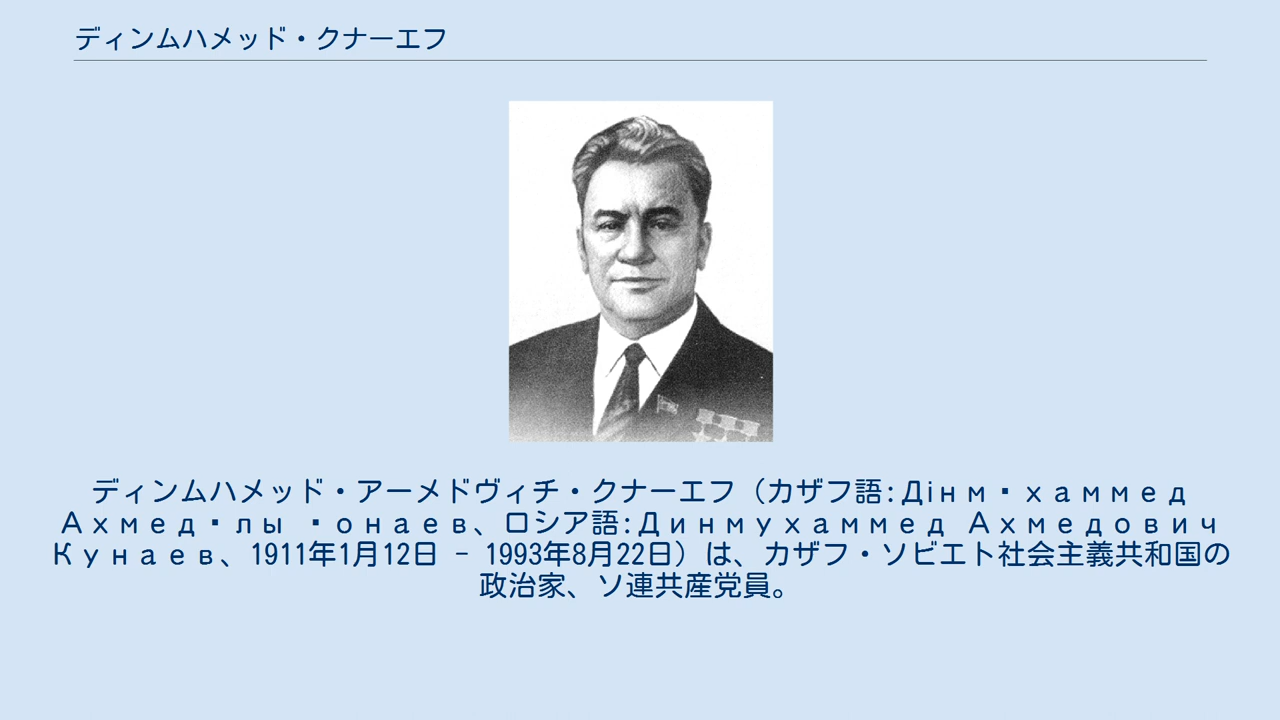 ディンムハメッド・クナーエフ
ディンムハメッド・アーメドヴィチ・クナーエフ（カザフ語:Дінм▪хаммед
Ахмед▪лы ▪онаев、ロシア語:Динмухаммед Ахмедович
Кунаев、1911年1月12日 - 1993年8月22日）は、カザフ・ソビエト社会主義共和国の
政治家、ソ連共産党員。